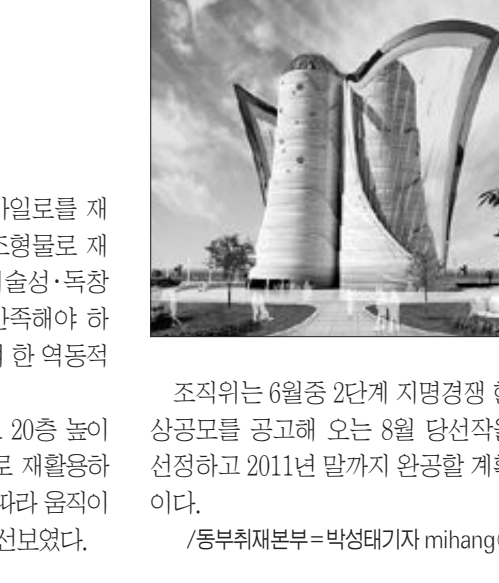 사일로를 재
조형물로 재
술성·독창
만족해야 하
한 역동적
20층 높이
로 재활용하
따라 움직이
선보였다.
조직위는 6월중 2단계 지명경쟁 현
상공모를 공고해 오는 8월 당선작을
선정하고 2011년 말까지 완공할 계획
이다.
/동부취재본부=박성태기자 mihang@